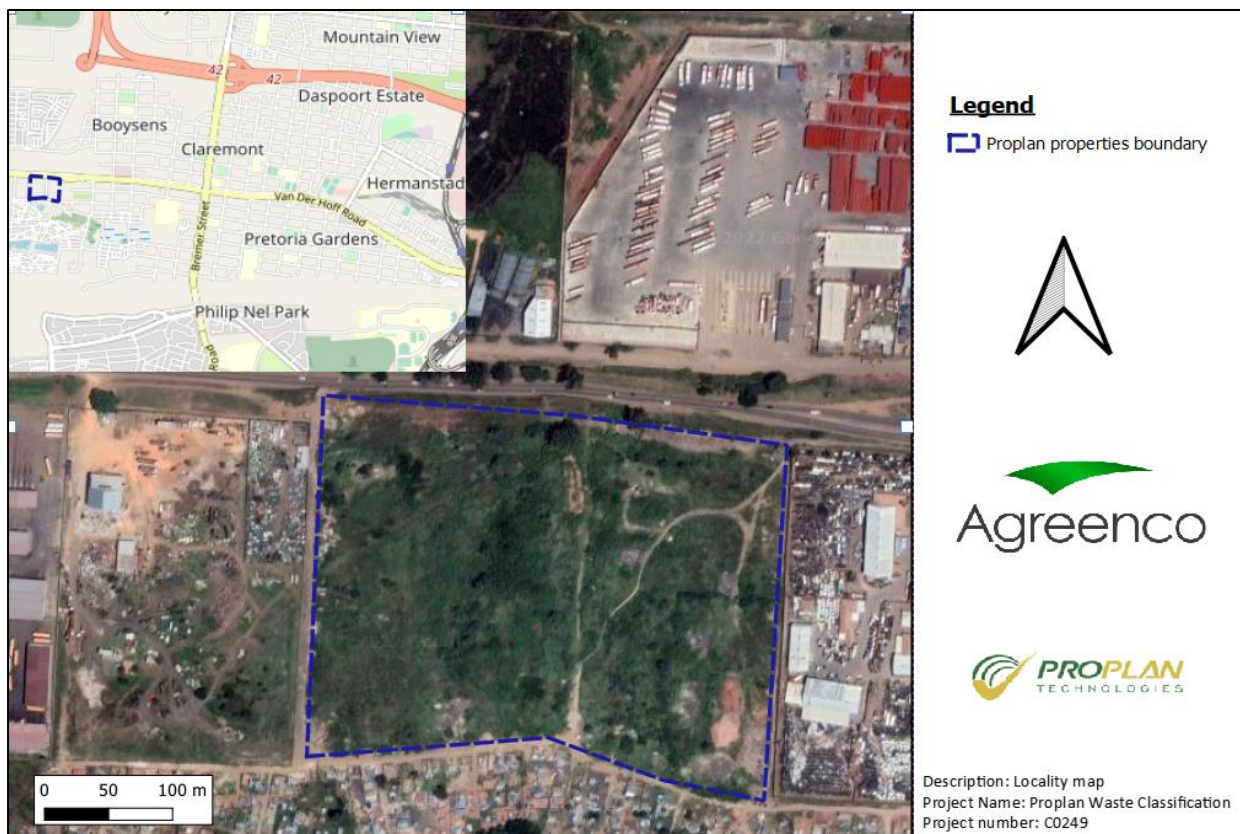 Mountain View
42
42
Daspoort Estate
Booysens
Claremont
Hermanstad
Van Der Hoff Road
Bremer Street
Pretoria Gardens
Philip Nel Park
Road
0 50 100 m
Legend
Proplan properties boundary
Agreenco
PROPLAN
TECHNOLOGIES
Description: Locality map
Project Name: Proplan Waste Classification
Project number: C0249